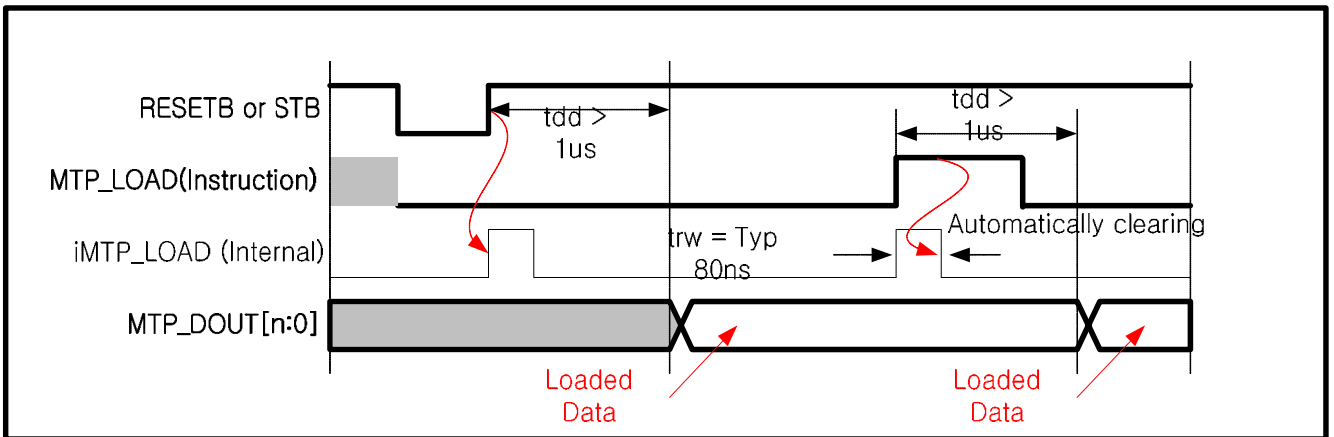 RESETB or STB
tdd >
1us
tdd >
1us
MTP_LOAD(Instruction)
Automatically clearing
iMTP_LOAD (Internal)
trw = Typ
80ns
MTP_DOUT[n:0]
Loaded
Data
Loaded
Data